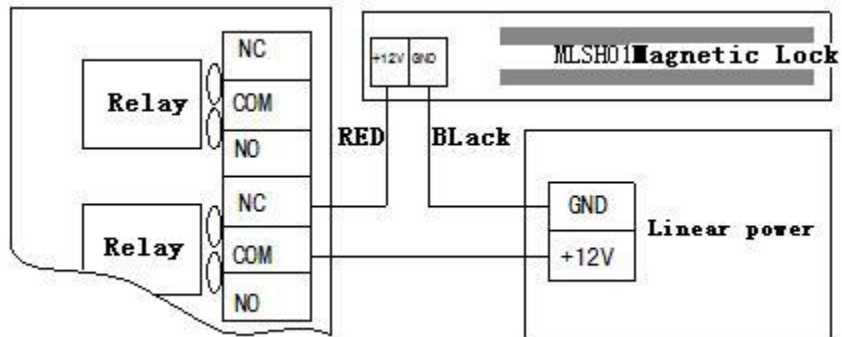 NC
Relay
COM
NO
NC
Relay
COM
NO
+12V GND
MLSH01Magnetic Lock
RED
BLack
GND
+12V
Linear power